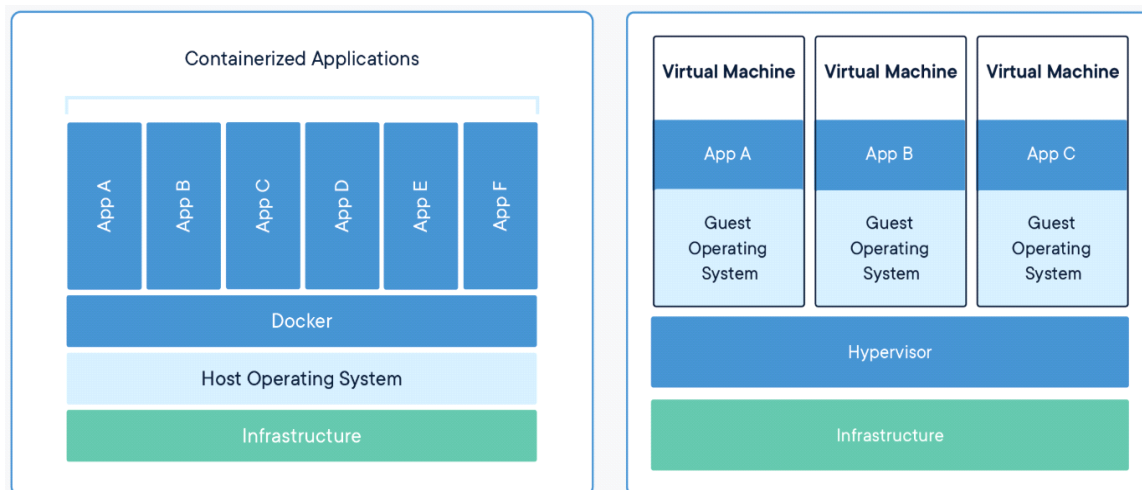 Containerized Applications
App A
App B
App C
App D
App E
App F
Docker
Host Operating System
Infrastructure
Virtual Machine
App A
Guest
Operating
System
Virtual Machine
App B
Guest
Operating
System
Virtual Machine
App C
Guest
Operating
System
Hypervisor
Infrastructure